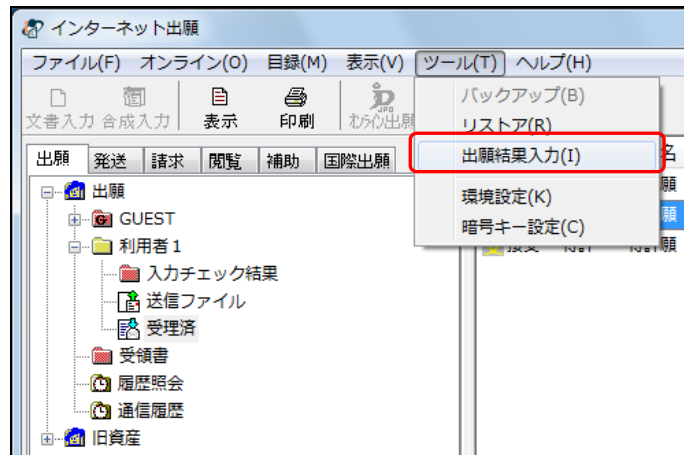 インターネット出願
ファイル(F) オンライン(O) 目録(M) 表示(V) ツール(T) ヘルプ(H)
文書入力 合成入力 表示 印刷
バックアップ(B)
リストア(R)
出願結果入力(I)
環境設定(K)
暗号キー設定(C)
出願 発送 請求 閲覧 補助 国際出願
名
願
願
出願
GUEST
利用者1
入力チェック結果
送信ファイル
受理済
受領書
履歴照会
通信履歴
旧資産